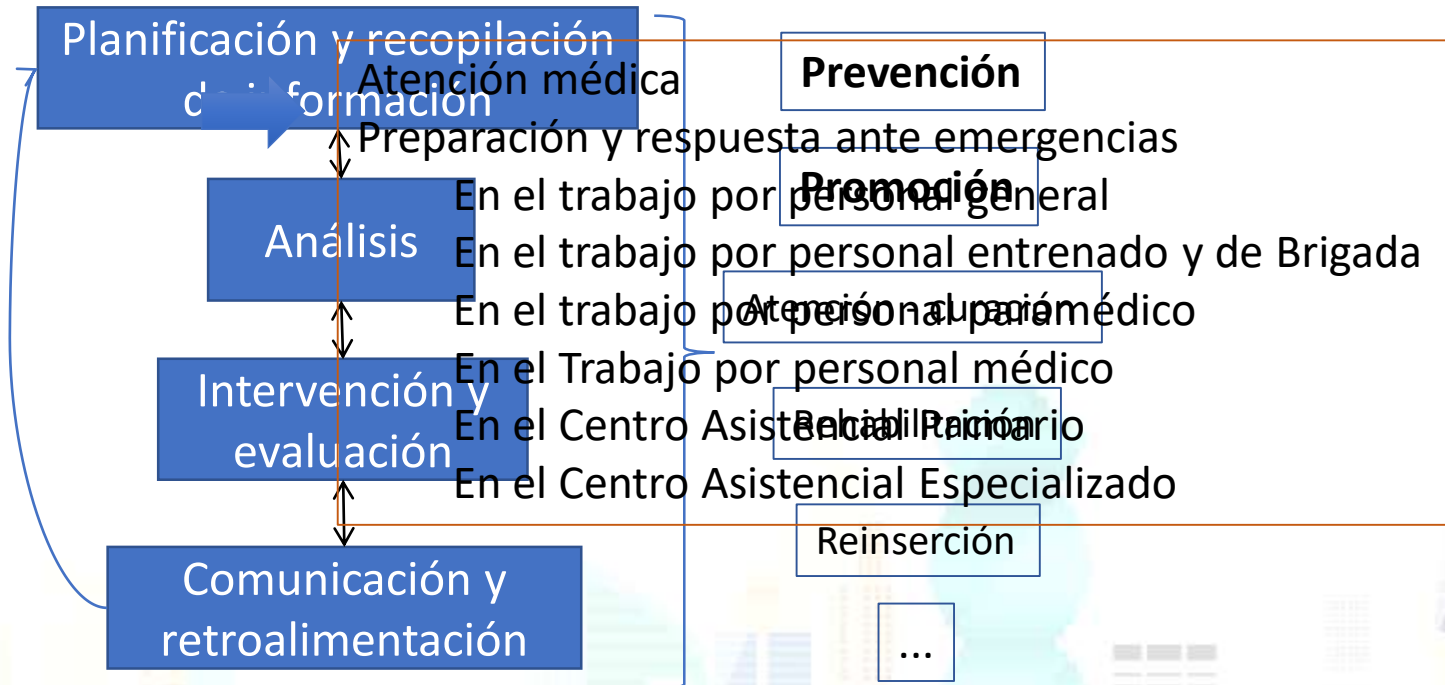 Planificación y recopilación
de información
Análisis
Intervención y
evaluación
Comunicación y
retroalimentación
Atención médica
Preparación y respuesta ante emergencias
En el trabajo por personal general
En el trabajo por personal entrenado y de Brigada
En el trabajo por personal paramédico
En el Trabajo por personal médico
En el Centro Asistencial Primario
En el Centro Asistencial Especializado
Prevención
Promoción
Atención - curación
Rehabilitación
Reinserción
...